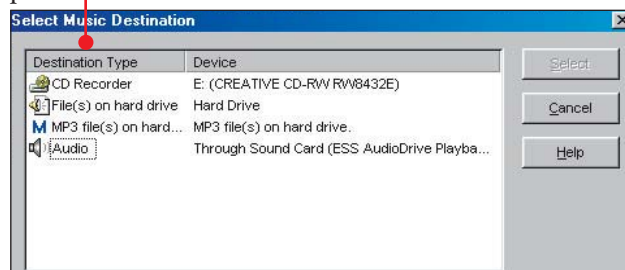 Select Music Destination
Destination Type Device
CD Recorder E: (CREATIVE CD-RW RW8432E)
File(s) on hard drive Hard Drive
MP3 file(s) on hard... MP3 file(s) on hard drive.
Audio Through Sound Card (ESS AudioDrive Playba...
Select
Cancel
Help